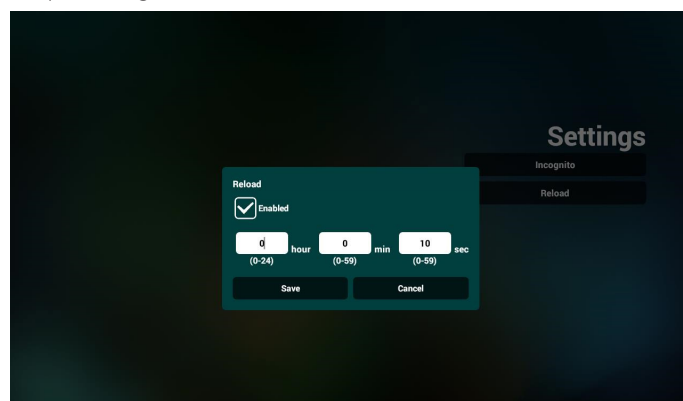 Settings
Incognito
Reload
Reload
Enabled
0 hour 0 min 10 sec
(0-24) (0-59) (0-59)
Save Cancel